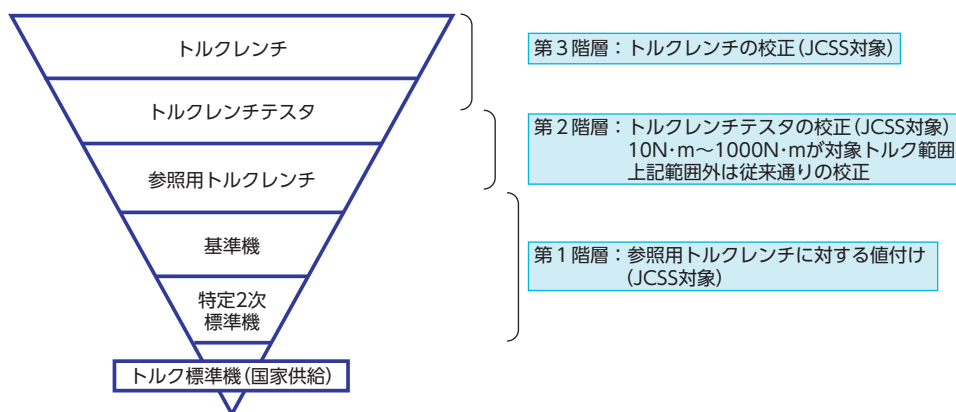 トルクレンチ
トルクレンチテスタ
参照用トルクレンチ
基準機
特定2次
標準機
トルク標準機(国家供給)
第3階層：トルクレンチの校正(JCSS対象)
第2階層：トルクレンチテスタの校正(JCSS対象)
10N･m～1000N･mが対象トルク範囲
上記範囲外は従来通りの校正
第1階層：参照用トルクレンチに対する値付け
(JCSS対象)